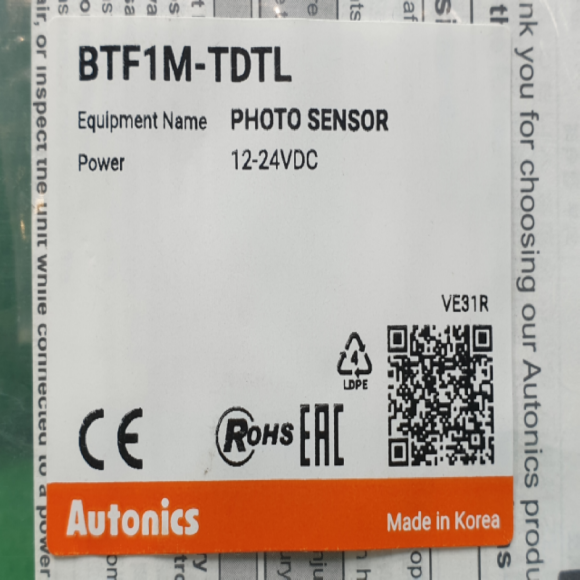 BTF1M-TDTL
Equipment Name PHOTO SENSOR
Power 12-24VDC
VE31R
4
LDPE
CE
RoHS EAC
Autonics
Made in Korea
air, or inspect the unit while connected to a power
nk you for choosing our Autonics produ